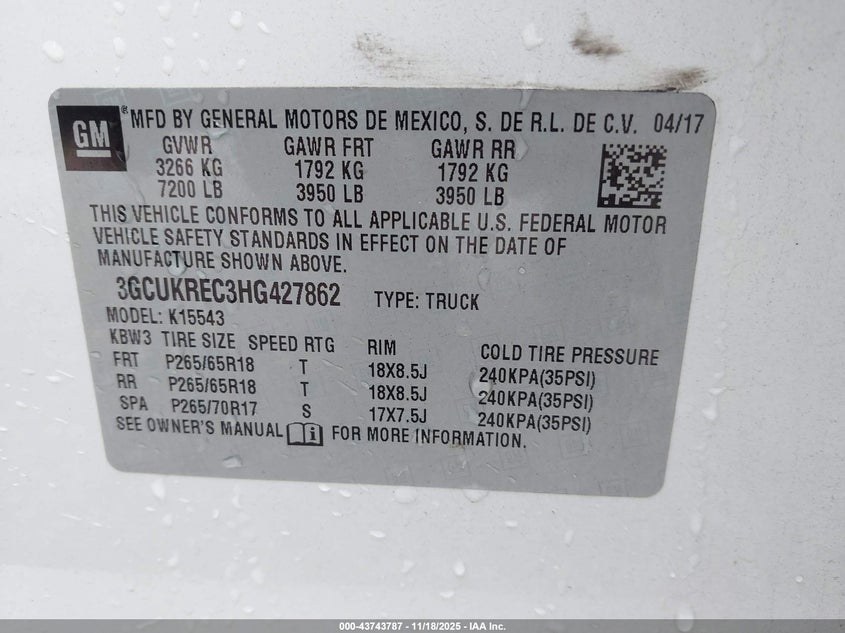 GM
® MFD BY GENERAL MOTORS DE MEXICO, S. DE R.L. DE C.V. 04/17
GVWR GAWR FRT GAWR RR
3266 KG 1792 KG 1792 KG
7200 LB 3950 LB 3950 LB
THIS VEHICLE CONFORMS TO ALL APPLICABLE U.S. FEDERAL MOTOR
VEHICLE SAFETY STANDARDS IN EFFECT ON THE DATE OF
MANUFACTURE SHOWN ABOVE.
3GCUKREC3HG427862 TYPE: TRUCK
MODEL: K15543
KBW3 TIRE SIZE SPEED RTG RIM COLD TIRE PRESSURE
FRT P265/65R18 T 18X8.5J 240KPA(35PSI)
RR P265/65R18 T 18X8.5J 240KPA(35PSI)
SPA P265/70R17 S 17X7.5J 240KPA(35PSI)
SEE OWNER'S MANUAL i FOR MORE INFORMATION.
000-43743787 - 11/18/2025 - IAA Inc.